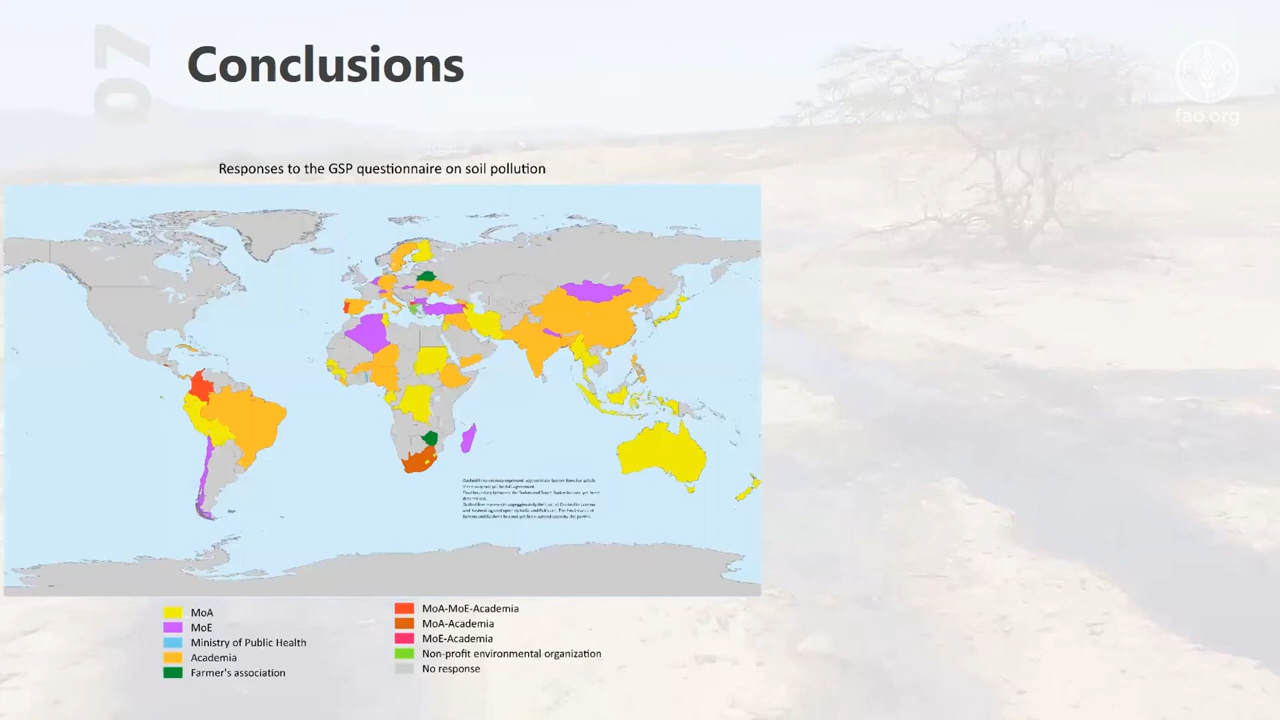 07
Conclusions
FAO
fao.org
Responses to the GSP questionnaire on soil pollution
MoA
MoE
Ministry of Public Health
Academia
Farmer's association
MoA-MoE-Academia
MoA-Academia
MoE-Academia
Non-profit environmental organization
No response